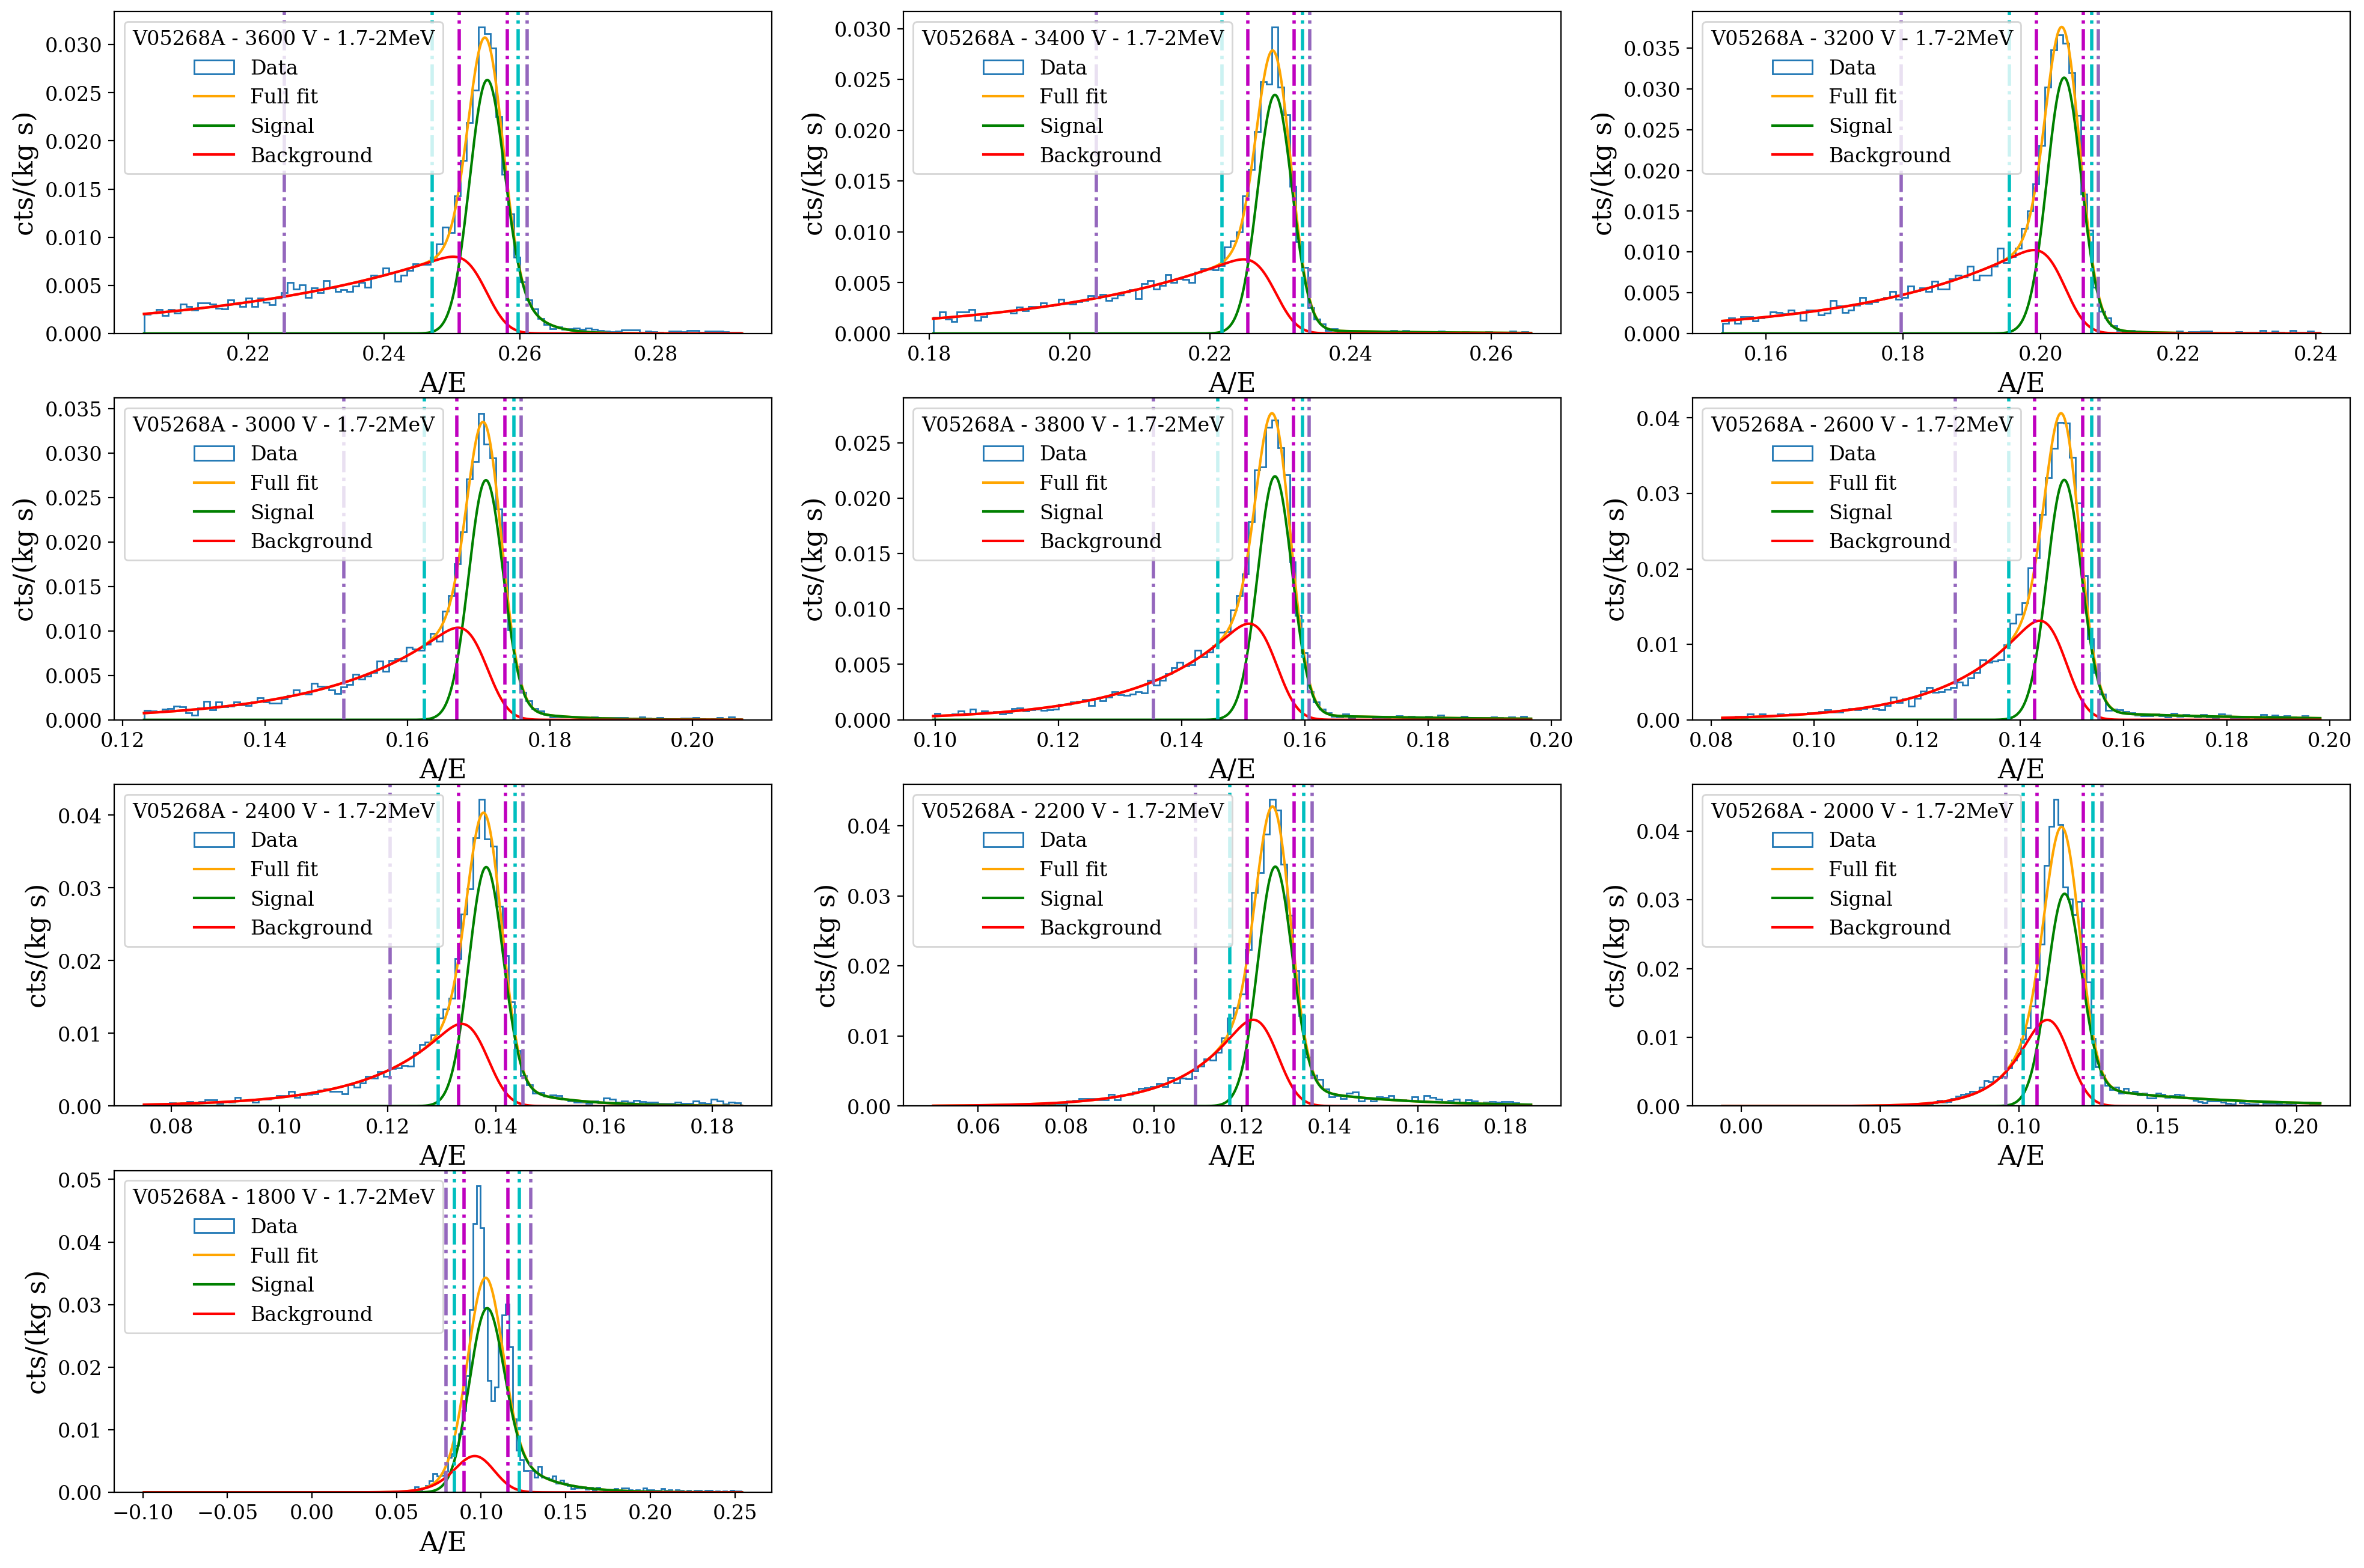 V05268A - 3600 V - 1.7-2MeV
Data
Full fit
Signal
Background
cts/(kg s)
0.030
0.025
0.020
0.015
0.010
0.005
0.000
0.22 0.24 0.26 0.28
A/E
V05268A - 3400 V - 1.7-2MeV
Data
Full fit
Signal
Background
cts/(kg s)
0.030
0.025
0.020
0.015
0.010
0.005
0.000
0.18 0.20 0.22 0.24 0.26
A/E
V05268A - 3200 V - 1.7-2MeV
Data
Full fit
Signal
Background
cts/(kg s)
0.035
0.030
0.025
0.020
0.015
0.010
0.005
0.000
0.16 0.18 0.20 0.22 0.24
A/E
V05268A - 3000 V - 1.7-2MeV
Data
Full fit
Signal
Background
cts/(kg s)
0.035
0.030
0.025
0.020
0.015
0.010
0.005
0.000
0.12 0.14 0.16 0.18 0.20
A/E
V05268A - 3800 V - 1.7-2MeV
Data
Full fit
Signal
Background
cts/(kg s)
0.025
0.020
0.015
0.010
0.005
0.000
0.10 0.12 0.14 0.16 0.18 0.20
A/E
V05268A - 2600 V - 1.7-2MeV
Data
Full fit
Signal
Background
cts/(kg s)
0.04
0.03
0.02
0.01
0.00
0.08 0.10 0.12 0.14 0.16 0.18 0.20
A/E
V05268A - 2400 V - 1.7-2MeV
Data
Full fit
Signal
Background
cts/(kg s)
0.04
0.03
0.02
0.01
0.00
0.08 0.10 0.12 0.14 0.16 0.18
A/E
V05268A - 2200 V - 1.7-2MeV
Data
Full fit
Signal
Background
cts/(kg s)
0.04
0.03
0.02
0.01
0.00
0.06 0.08 0.10 0.12 0.14 0.16 0.18
A/E
V05268A - 2000 V - 1.7-2MeV
Data
Full fit
Signal
Background
cts/(kg s)
0.04
0.03
0.02
0.01
0.00
0.00 0.05 0.10 0.15 0.20
A/E
V05268A - 1800 V - 1.7-2MeV
Data
Full fit
Signal
Background
cts/(kg s)
0.05
0.04
0.03
0.02
0.01
0.00
−0.10 −0.05 0.00 0.05 0.10 0.15 0.20 0.25
A/E